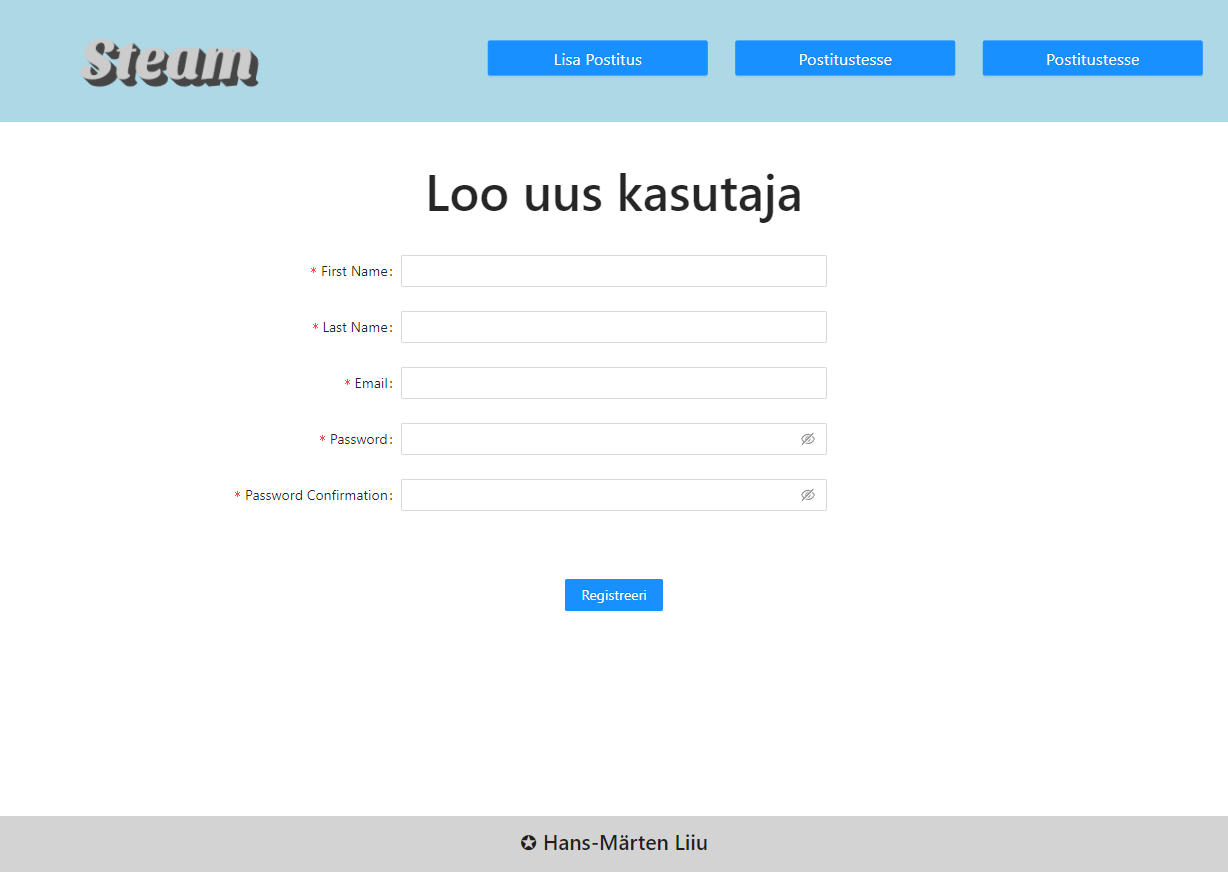 Steam
Lisa Postitus
Postitustesse
Postitustesse
Loo uus kasutaja
* First Name:
* Last Name:
* Email:
* Password:
* Password Confirmation:
Registreeri
✪ Hans-Märten Liiu